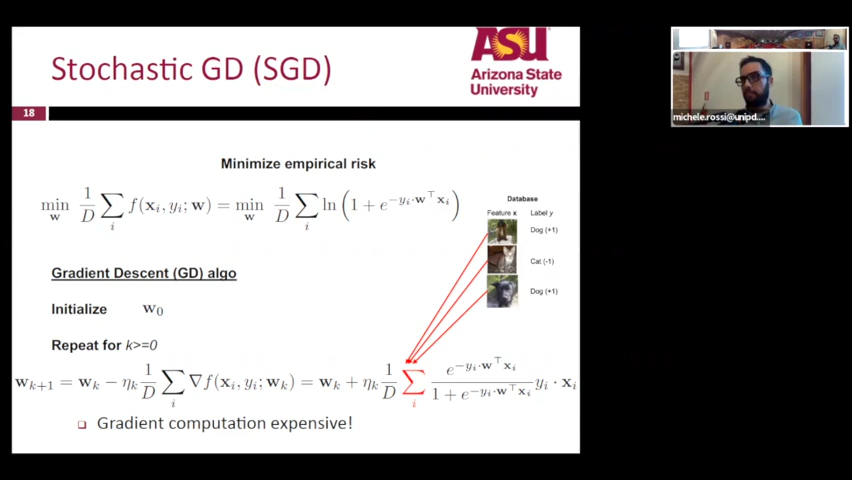 Stochastic GD (SGD)
ASU
Arizona State
University
18
Minimize empirical risk
min_w 1/D ∑_i f(x_i, y_i; w) = min_w 1/D ∑_i ln(1 + e^{-y_i·w^⊤x_i})
Database
Feature x Label y
Dog (+1)
Cat (-1)
Dog (+1)
Gradient Descent (GD) algo
Initialize w_0
Repeat for k>=0
w_{k+1} = w_k − η_k 1/D ∑_i ∇f(x_i, y_i; w_k) = w_k + η_k 1/D ∑_i e^{-y_i·w^⊤x_i} / (1 + e^{-y_i·w^⊤x_i}) y_i · x_i
Gradient computation expensive!
michele.rossi@unipd....